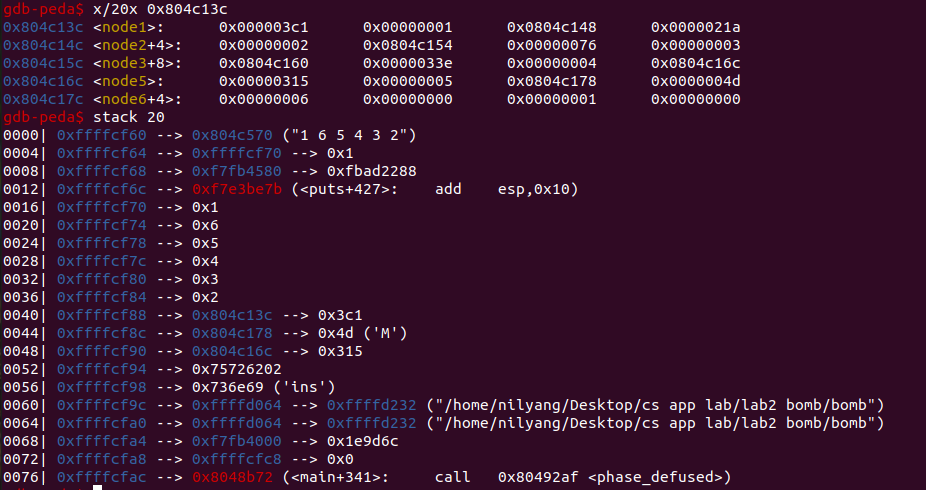 gdb-peda$ x/20x 0x804c13c
0x804c13c <node1>: 0x000003c1 0x00000001 0x0804c148 0x0000021a
0x804c14c <node2+4>: 0x00000002 0x0804c154 0x00000076 0x00000003
0x804c15c <node3+8>: 0x0804c160 0x0000033e 0x00000004 0x0804c16c
0x804c16c <node5>: 0x00000315 0x00000005 0x0804c178 0x0000004d
0x804c17c <node6+4>: 0x00000006 0x00000000 0x00000001 0x00000000
gdb-peda$ stack 20
0000| 0xffffcf60 --> 0x804c570 ("1 6 5 4 3 2")
0004| 0xffffcf64 --> 0xffffcf70 --> 0x1
0008| 0xffffcf68 --> 0xf7fb4580 --> 0xfbad2288
0012| 0xffffcf6c --> 0xf7e3be7b (<puts+427>: add esp,0x10)
0016| 0xffffcf70 --> 0x1
0020| 0xffffcf74 --> 0x6
0024| 0xffffcf78 --> 0x5
0028| 0xffffcf7c --> 0x4
0032| 0xffffcf80 --> 0x3
0036| 0xffffcf84 --> 0x2
0040| 0xffffcf88 --> 0x804c13c --> 0x3c1
0044| 0xffffcf8c --> 0x804c178 --> 0x4d ('M')
0048| 0xffffcf90 --> 0x804c16c --> 0x315
0052| 0xffffcf94 --> 0x75726202
0056| 0xffffcf98 --> 0x736e69 ('ins')
0060| 0xffffcf9c --> 0xffffd064 --> 0xffffd232 ("/home/nilyang/Desktop/cs app lab/lab2 bomb/bomb")
0064| 0xffffcfa0 --> 0xffffd064 --> 0xffffd232 ("/home/nilyang/Desktop/cs app lab/lab2 bomb/bomb")
0068| 0xffffcfa4 --> 0xf7fb4000 --> 0x1e9d6c
0072| 0xffffcfa8 --> 0xffffcfc8 --> 0x0
0076| 0xffffcfac --> 0x8048b72 (<main+341>: call 0x80492af <phase_defused>)